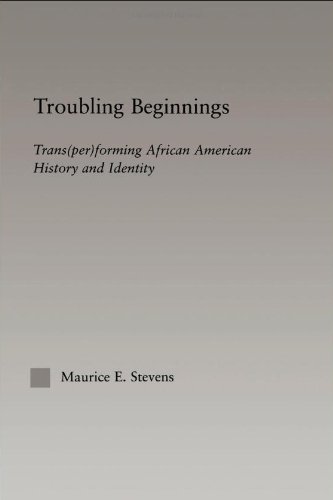 Troubling Beginnings
Trans(per)forming African American
History and Identity
Maurice E. Stevens